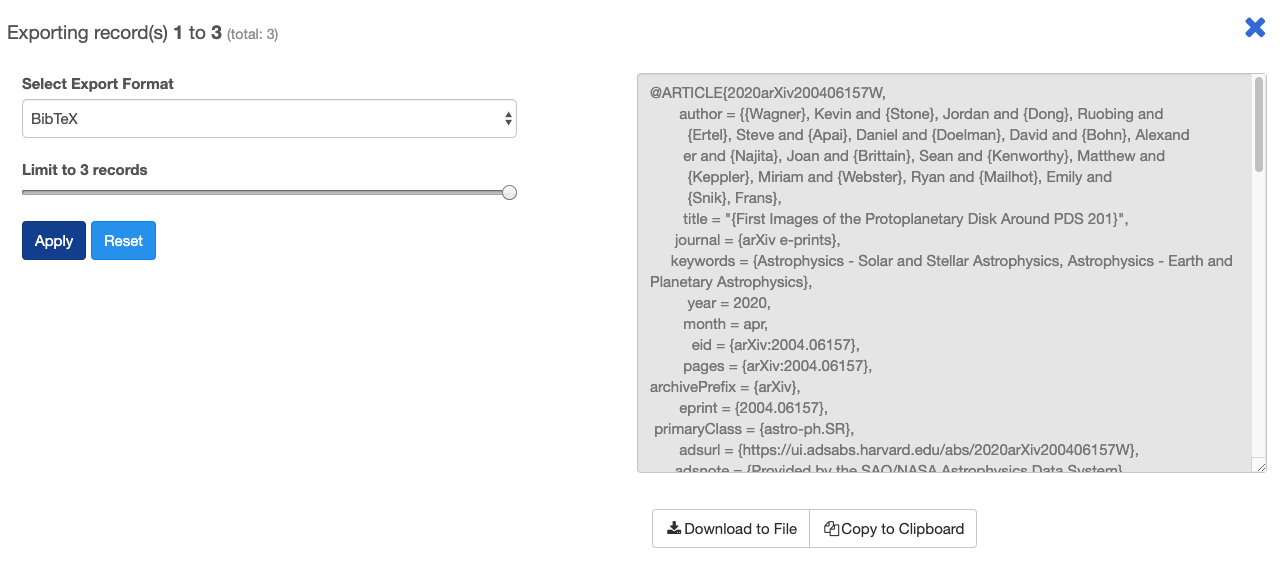 Exporting record(s) 1 to 3 (total: 3)
Select Export Format
BibTeX
Limit to 3 records
Apply
Reset
@ARTICLE{2020arXiv200406157W,
author = {{Wagner}, Kevin and {Stone}, Jordan and {Dong}, Ruobing and
{Ertel}, Steve and {Apai}, Daniel and {Doelman}, David and {Bohn}, Alexand
er and {Najita}, Joan and {Brittain}, Sean and {Kenworthy}, Matthew and
{Keppler}, Miriam and {Webster}, Ryan and {Mailhot}, Emily and
{Snik}, Frans},
title = "{First Images of the Protoplanetary Disk Around PDS 201}",
journal = {arXiv e-prints},
keywords = {Astrophysics - Solar and Stellar Astrophysics, Astrophysics - Earth and
Planetary Astrophysics},
year = 2020,
month = apr,
eid = {arXiv:2004.06157},
pages = {arXiv:2004.06157},
archivePrefix = {arXiv},
eprint = {2004.06157},
primaryClass = {astro-ph.SR},
adsurl = {https://ui.adsabs.harvard.edu/abs/2020arXiv200406157W},
adsnote = {Provided by the SAO/NASA Astrophysics Data System}
Download to File
Copy to Clipboard